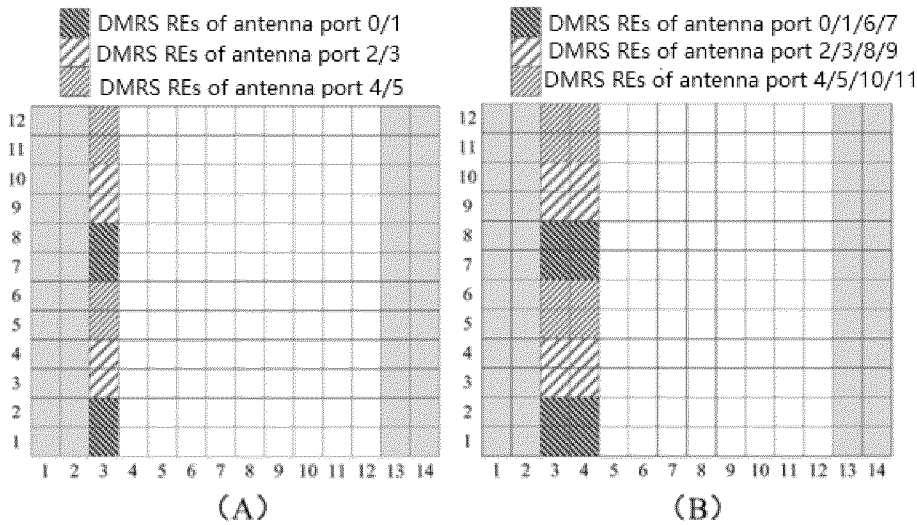 DMRS REs of antenna port 0/1
DMRS REs of antenna port 2/3
DMRS REs of antenna port 4/5
12
11
10
9
8
7
6
5
4
3
2
1
1 2 3 4 5 6 7 8 9 10 11 12 13 14
(A)
DMRS REs of antenna port 0/1/6/7
DMRS REs of antenna port 2/3/8/9
DMRS REs of antenna port 4/5/10/11
12
11
10
9
8
7
6
5
4
3
2
1
1 2 3 4 5 6 7 8 9 10 11 12 13 14
(B)